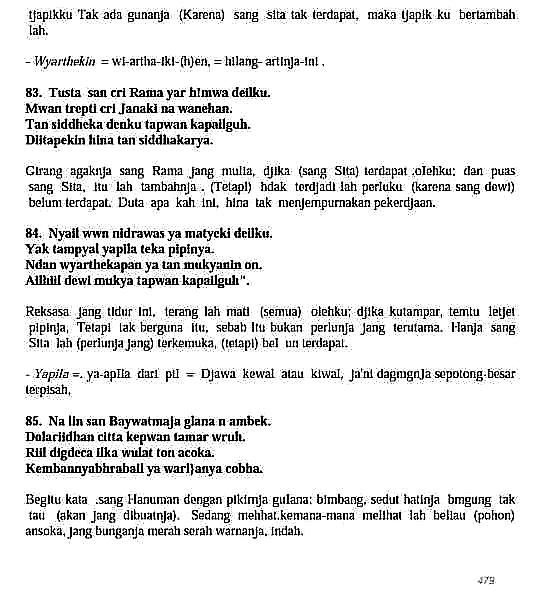 tjapikku Tak ada gunanja (Karena) sang sita tak terdapat, maka tjapik ku bertambah
lah.
- Wyarthekin = wi-artha-iki-(h)en, = hilang- artinja-ini .
83. Tusta san cri Rama yar h!mwa deilku.
Mwan trepti cri Janaki na wanehan.
Tan siddheka denku tapwan kapailguh.
Diitapekin hina tan siddhakarya.
Girang agaknja sang Rama jang mulia, djika (sang Sita) terdapat olehku; dan puas
sang Sita, itu lah tambahnja . (Tetapi) hdak terdjadi lah perluku (karena sang dewi)
belum terdapat. Duta apa kah ini, hina tak menjempurnakan pekerdjaan.
84. Nyail wwn nidrawas ya matycki deilku.
Yak tampyal yapila teka pipinya.
Ndan wyarthekapan ya tan mukyanin on.
Ailhiil dewi mukya tapwan kapailguh".
Reksasa jang tidur ini, terang lah mati (semua) olehku; djika kutampar, temtu letjet
pipinja, Tetapi tak berguna itu, sebab itu bukan perlunja jang terutama. Hanja sang
Sita lah (perlunja jang) terkemuka, (tetapi) bel un terdapat.
- Yapila =. ya-apila dari pil = Djawa kewal atau kiwal, ja'ni dagmgnja sepotong-besar
terpisah,
85. Na lin san Baywatmaja glana n ambek.
Dolariidhan citta kepwan tamar wruh.
Riil digdeca ilka wulat ton acoka.
Kembannyabhraball ya warl}anya cobha.
Begitu kata .sang Hanuman dengan pikirnja gulana; bimbang, sedut hatinja bmgung tak
tau (akan jang dibuatnja). Sedang mehhat.kemana-mana melihat lah beliau (pohon)
ansoka, jang bunganja merah serah warnanja, indah.
479